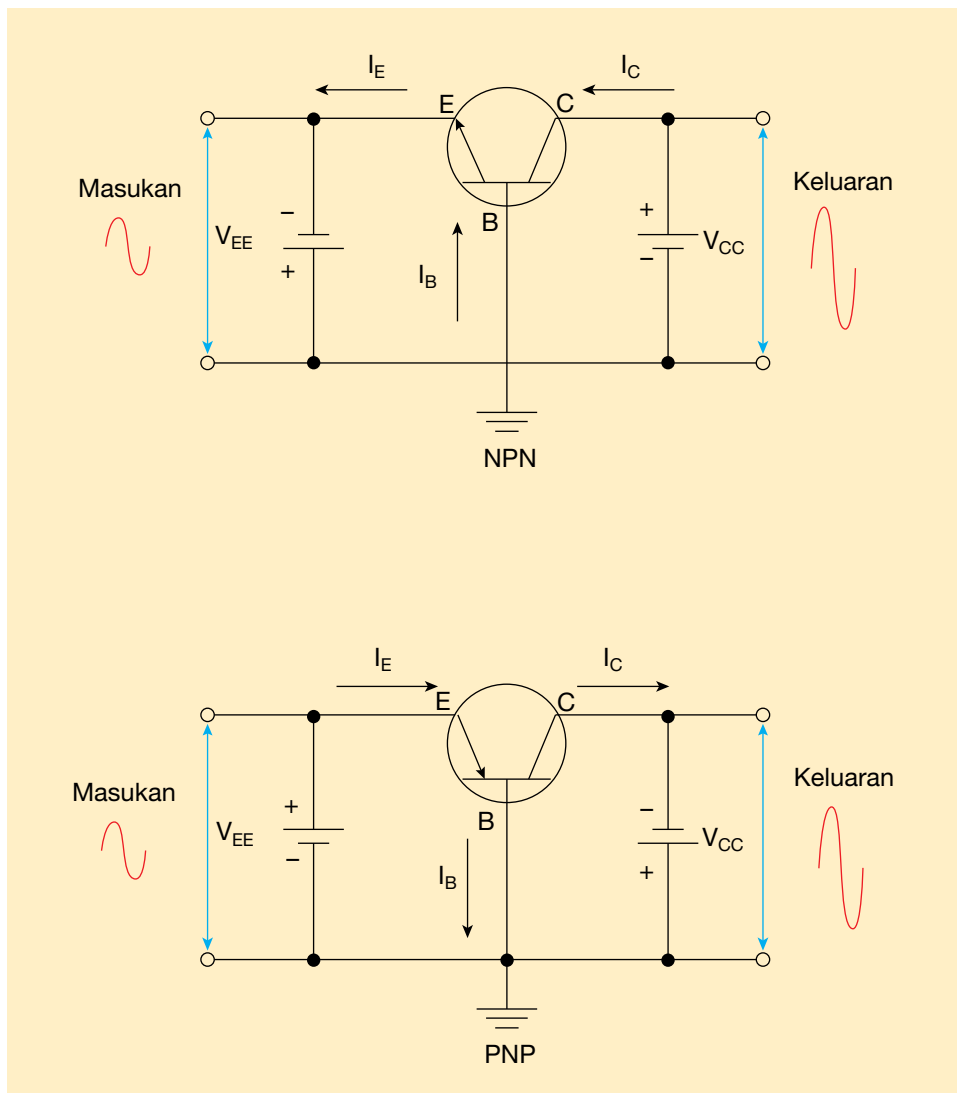 I_E
I_C
E
C
Masukan
Keluaran
−
+
V_EE
V_CC
B
+
−
I_B
NPN
I_E
I_C
E
C
Masukan
Keluaran
+
−
V_EE
V_CC
B
−
+
I_B
PNP